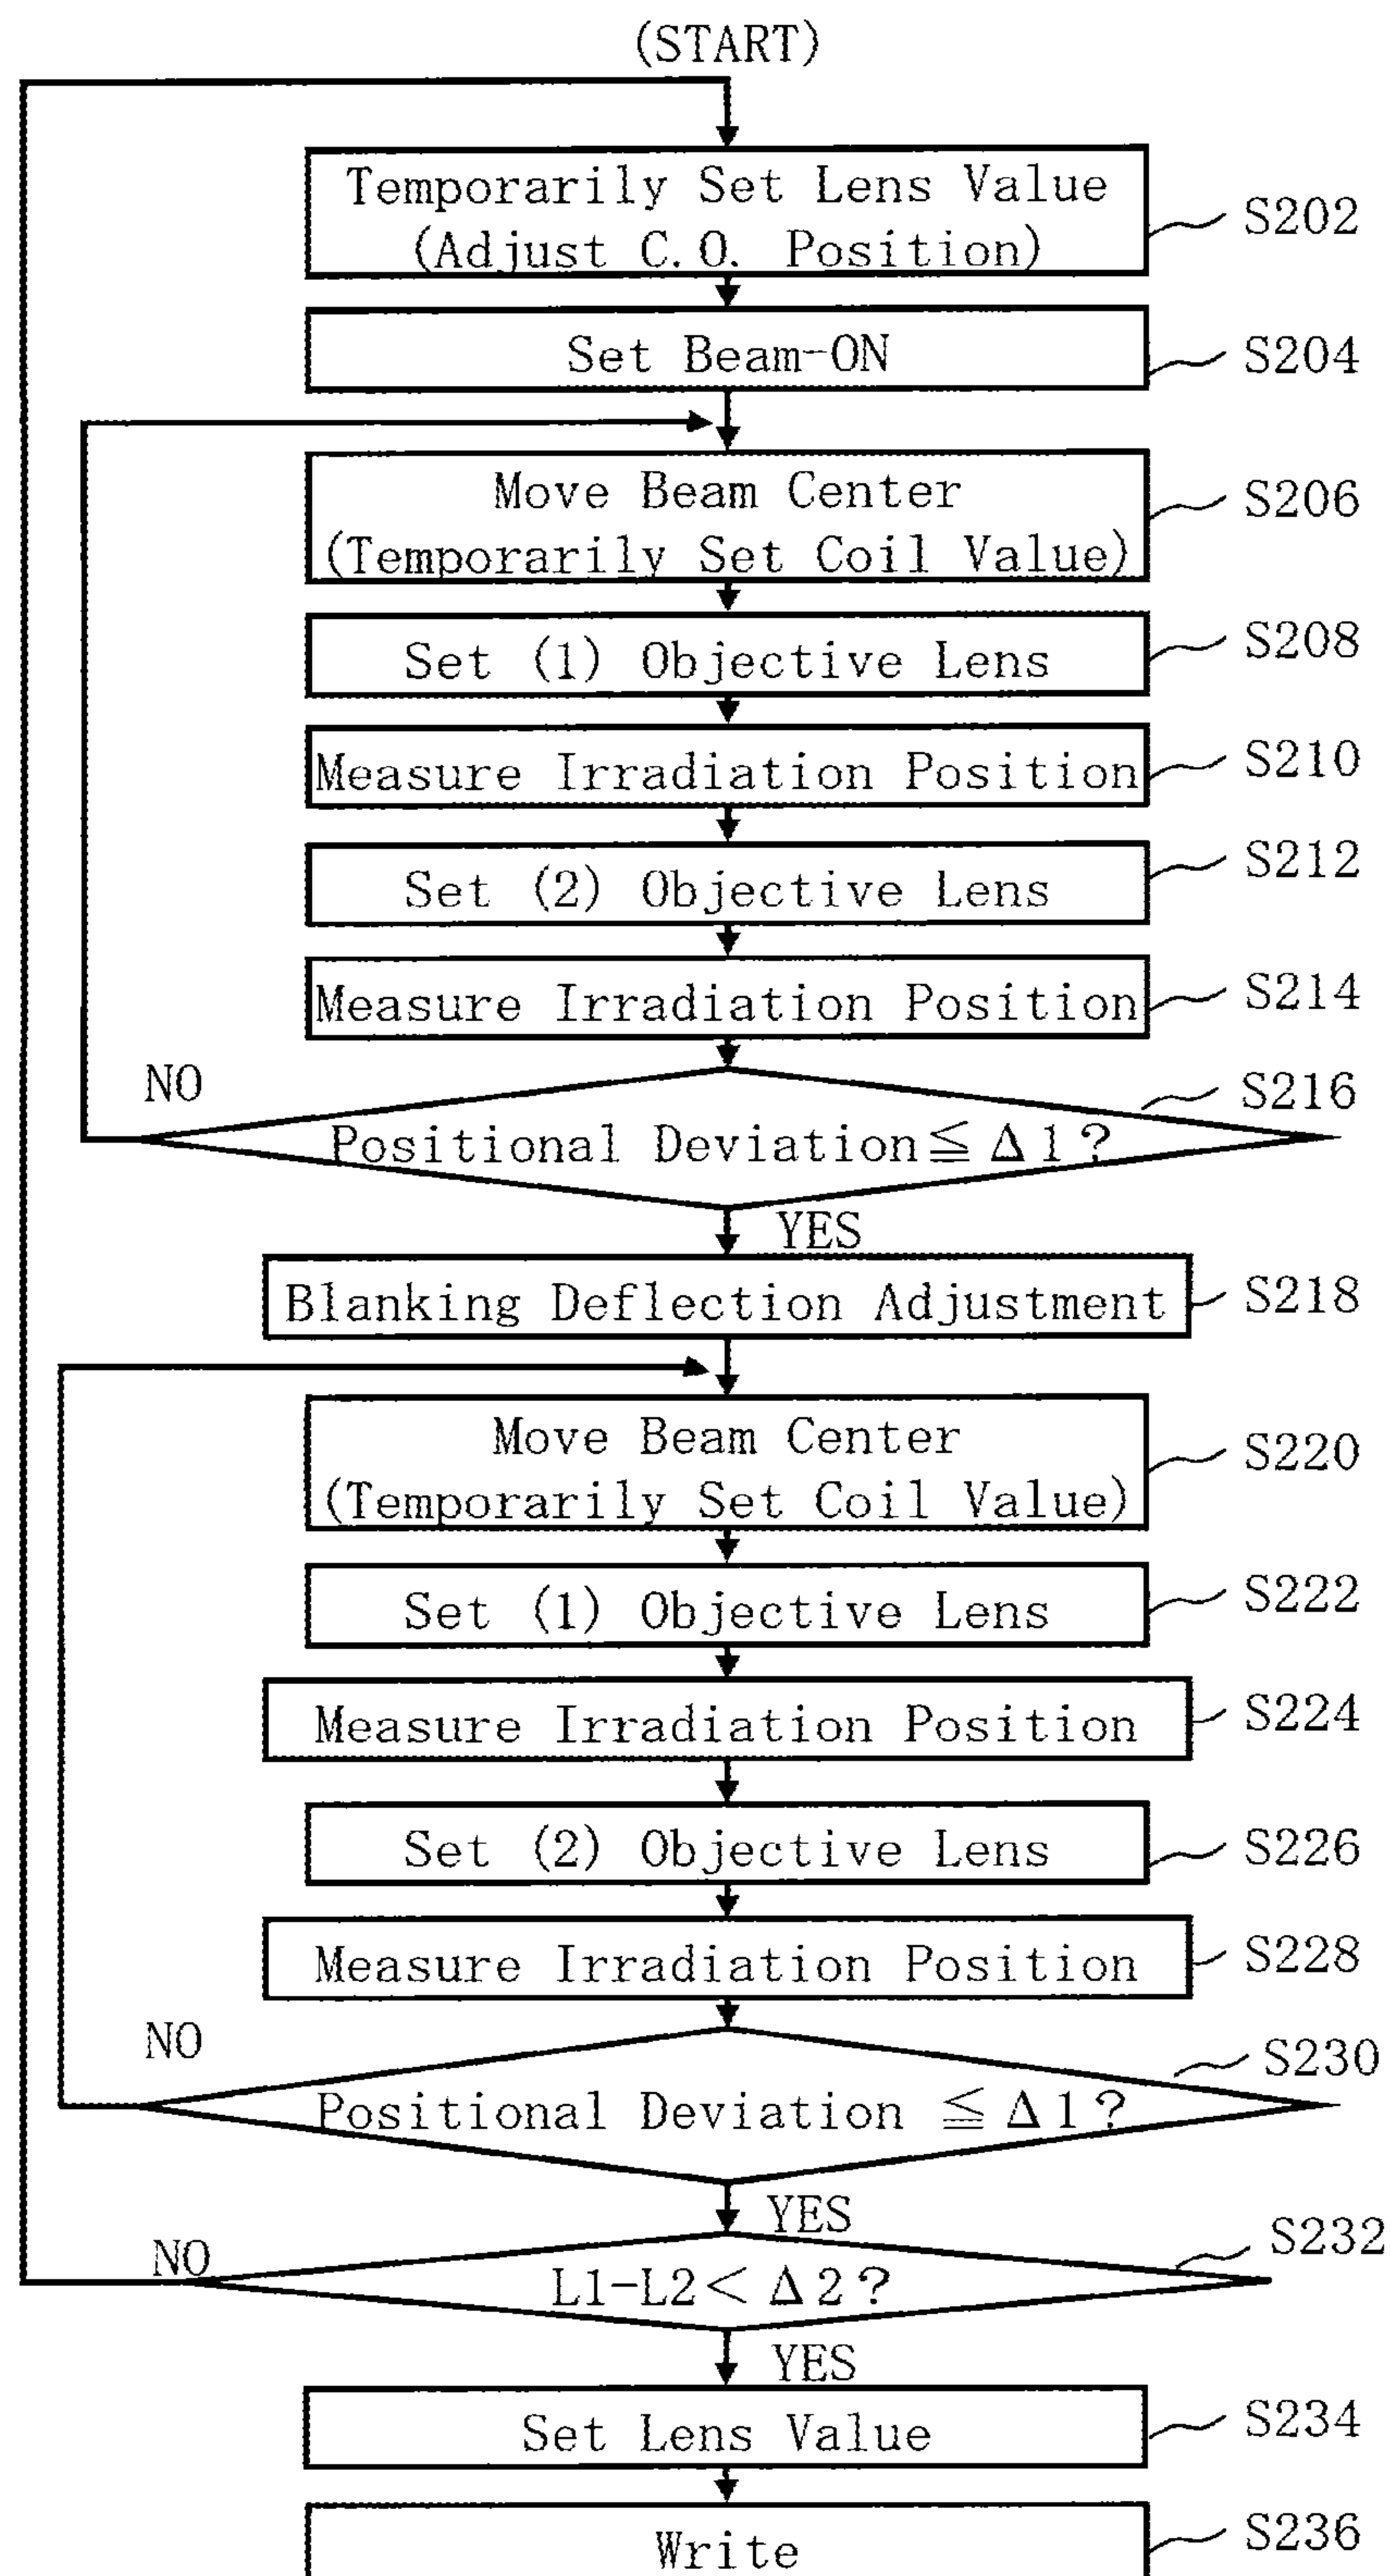 (START)
Temporarily Set Lens Value
(Adjust C.O. Position)
S202
Set Beam-ON
S204
Move Beam Center
(Temporarily Set Coil Value)
S206
Set (1) Objective Lens
S208
Measure Irradiation Position
S210
Set (2) Objective Lens
S212
Measure Irradiation Position
S214
NO
Positional Deviation≦Δ1?
S216
YES
Blanking Deflection Adjustment
S218
Move Beam Center
(Temporarily Set Coil Value)
S220
Set (1) Objective Lens
S222
Measure Irradiation Position
S224
Set (2) Objective Lens
S226
Measure Irradiation Position
S228
NO
Positional Deviation ≦Δ1?
S230
YES
NO
L1-L2<Δ2?
S232
YES
Set Lens Value
S234
Write
S236